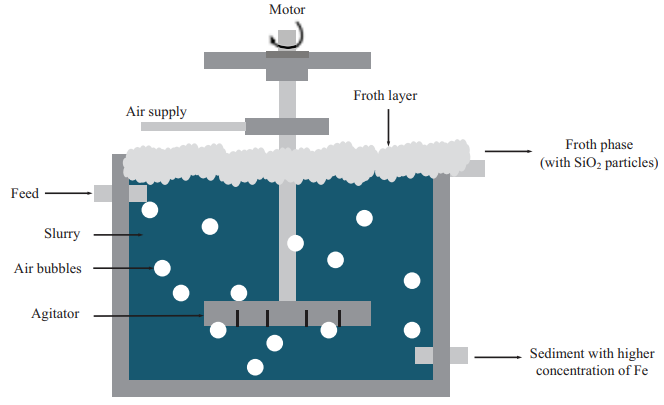 Motor
Froth layer
Air supply
Froth phase
(with SiO₂ particles)
Feed
Slurry
Air bubbles
Agitator
Sediment with higher
concentration of Fe